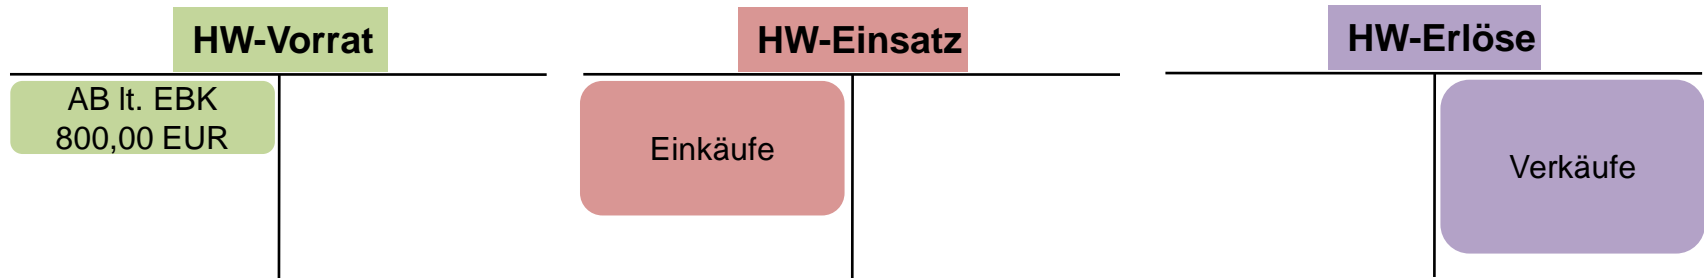 HW-Vorrat
AB lt. EBK
800,00 EUR
HW-Einsatz
Einkäufe
HW-Erlöse
Verkäufe